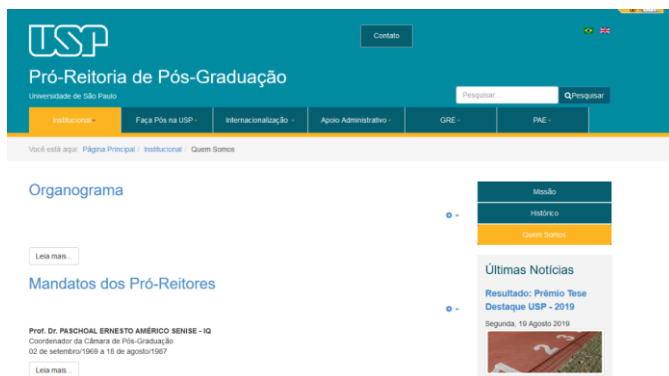 USP
Contato
Pró-Reitoria de Pós-Graduação
Universidade de São Paulo
Pesquisar...
Pesquisar
Institucional
Faça Pós na USP
Internacionalização
Apoio Administrativo
GRE
PAE
Você está aqui: Página Principal / Institucional / Quem Somos
Organograma
Leia mais...
Mandatos dos Pró-Reitores
Prof. Dr. PASCHOAL ERNESTO AMÉRICO SENISE - IQ
Coordenador da Câmara de Pós-Graduação
02 de setembro/1969 a 18 de agosto/1987
Leia mais...
Missão
Histórico
Quem Somos
Últimas Notícias
Resultado: Prêmio Tese
Destaque USP - 2019
Segunda, 19 Agosto 2019